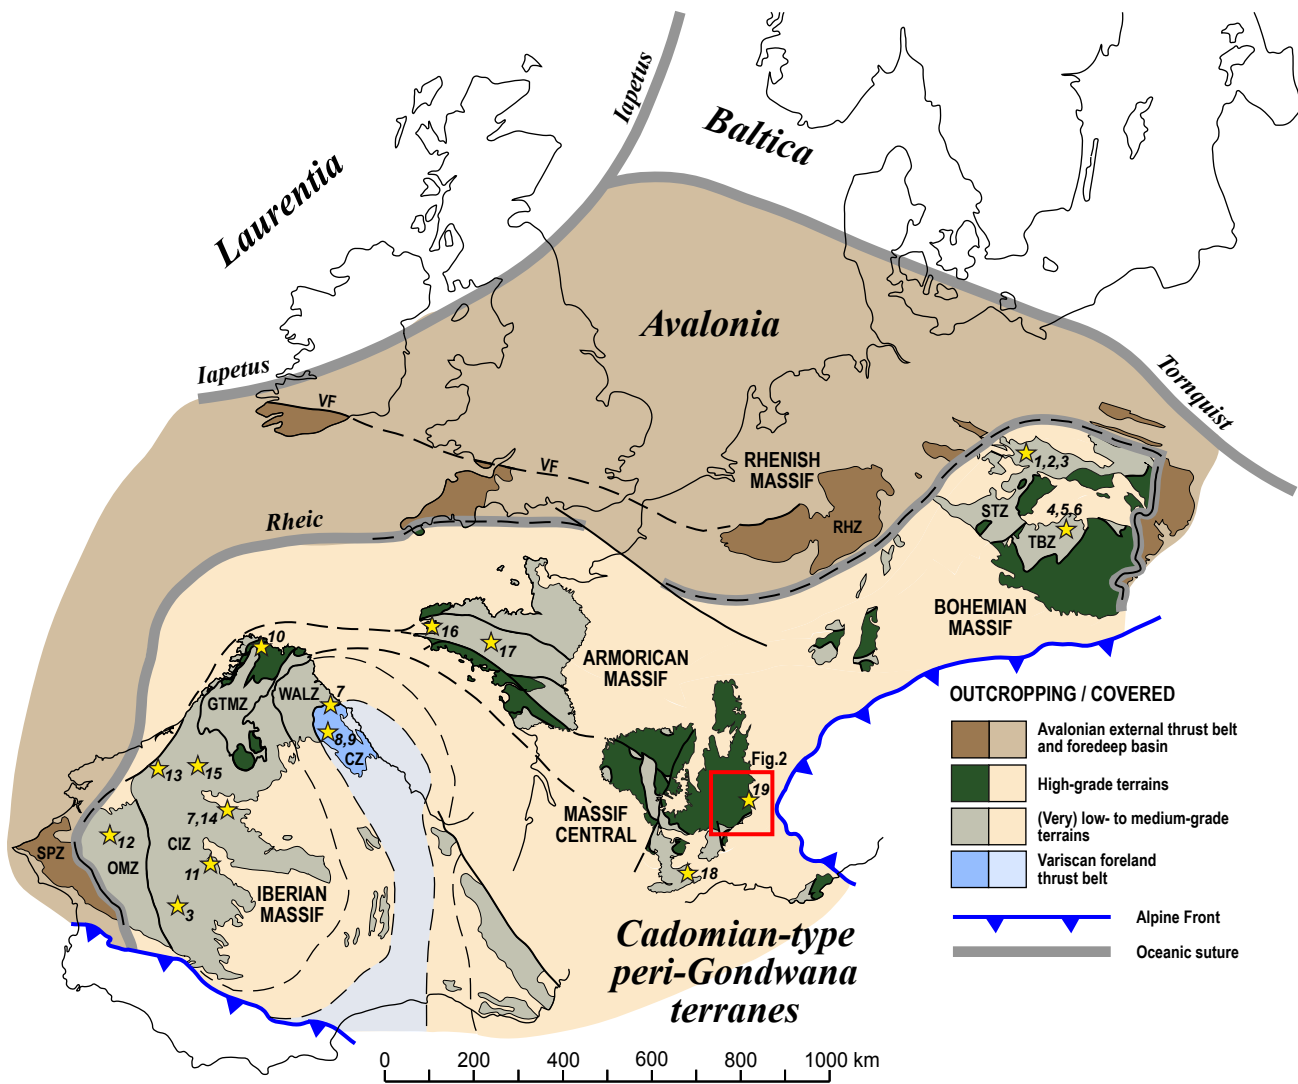 Iapetus
Baltica
Laurentia
Avalonia
Iapetus
Tornquist
VF
VF
RHENISH
MASSIF
RHZ
Rheic
1,2,3
STZ
4,5,6
TBZ
BOHEMIAN
MASSIF
10
16
17
ARMORICAN
MASSIF
GTMZ
WALZ
7
8,9
CZ
13
15
7,14
12
SPZ
OMZ
CIZ
11
3
IBERIAN
MASSIF
Fig.2
19
MASSIF
CENTRAL
18
Cadomian-type
peri-Gondwana
terranes
OUTCROPPING / COVERED
Avalonian external thrust belt
and foredeep basin
High-grade terrains
(Very) low- to medium-grade
terrains
Variscan foreland
thrust belt
Alpine Front
Oceanic suture
0 200 400 600 800 1000 km